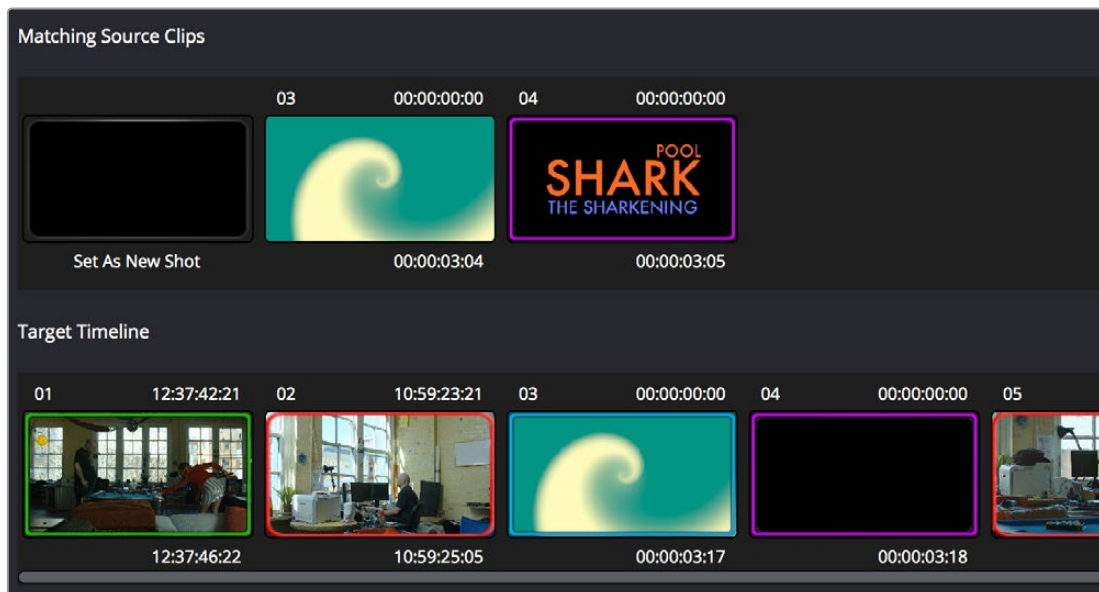 Matching Source Clips
03 00:00:00:00 04 00:00:00:00
POOL
SHARK
THE SHARKENING
Set As New Shot 00:00:03:04 00:00:03:05
Target Timeline
01 12:37:42:21 02 10:59:23:21 03 00:00:00:00 04 00:00:00:00 05
12:37:46:22 10:59:25:05 00:00:03:17 00:00:03:18